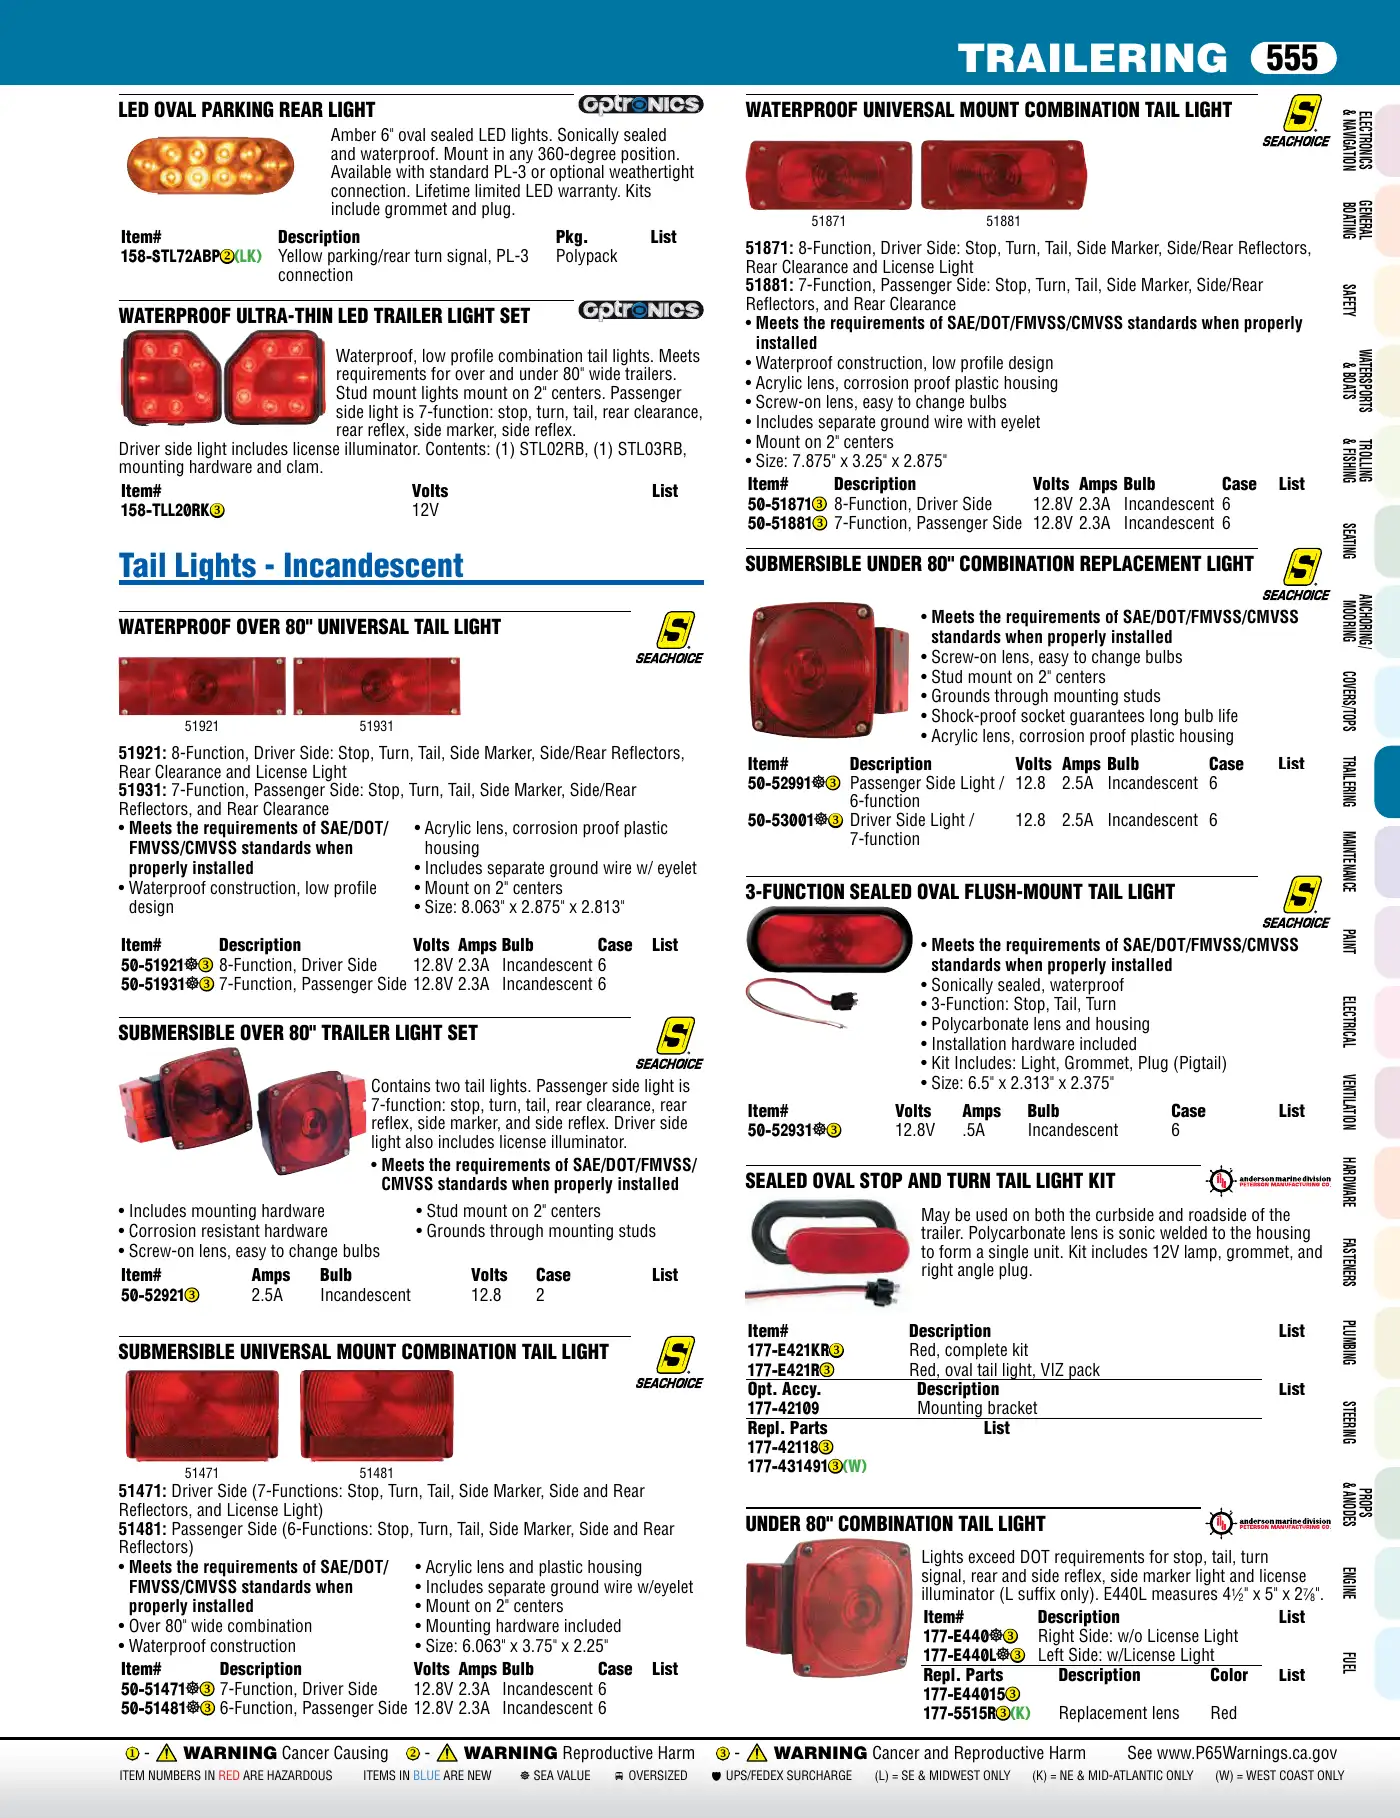 TRAILERING 555
LED OVAL PARKING REAR LIGHT
optronics
Amber 6" oval sealed LED lights. Sonically sealed
and waterproof. Mount in any 360-degree position.
Available with standard PL-3 or optional weathertight
connection. Lifetime limited LED warranty. Kits
include grommet and plug.
Item# Description Pkg. List
158-STL72ABP 2 (LK) Yellow parking/rear turn signal, PL-3 Polypack
connection
WATERPROOF ULTRA-THIN LED TRAILER LIGHT SET
optronics
Waterproof, low profile combination tail lights. Meets
requirements for over and under 80" wide trailers.
Stud mount lights mount on 2" centers. Passenger
side light is 7-function: stop, turn, tail, rear clearance,
rear reflex, side marker, side reflex.
Driver side light includes license illuminator. Contents: (1) STL02RB, (1) STL03RB,
mounting hardware and clam.
Item# Volts List
158-TLL20RK 3 12V
Tail Lights - Incandescent
WATERPROOF OVER 80" UNIVERSAL TAIL LIGHT
S
SEACHOICE
51921 51931
51921: 8-Function, Driver Side: Stop, Turn, Tail, Side Marker, Side/Rear Reflectors,
Rear Clearance and License Light
51931: 7-Function, Passenger Side: Stop, Turn, Tail, Side Marker, Side/Rear
Reflectors, and Rear Clearance
• Meets the requirements of SAE/DOT/
FMVSS/CMVSS standards when
properly installed
• Waterproof construction, low profile
design
• Acrylic lens, corrosion proof plastic
housing
• Includes separate ground wire w/ eyelet
• Mount on 2" centers
• Size: 8.063" x 2.875" x 2.813"
Item# Description Volts Amps Bulb Case List
50-51921 3 8-Function, Driver Side 12.8V 2.3A Incandescent 6
50-51931 3 7-Function, Passenger Side 12.8V 2.3A Incandescent 6
SUBMERSIBLE OVER 80" TRAILER LIGHT SET
S
SEACHOICE
Contains two tail lights. Passenger side light is
7-function: stop, turn, tail, rear clearance, rear
reflex, side marker, and side reflex. Driver side
light also includes license illuminator.
• Meets the requirements of SAE/DOT/FMVSS/
CMVSS standards when properly installed
• Includes mounting hardware
• Corrosion resistant hardware
• Screw-on lens, easy to change bulbs
• Stud mount on 2" centers
• Grounds through mounting studs
Item# Amps Bulb Volts Case List
50-52921 3 2.5A Incandescent 12.8 2
SUBMERSIBLE UNIVERSAL MOUNT COMBINATION TAIL LIGHT
S
SEACHOICE
51471 51481
51471: Driver Side (7-Functions: Stop, Turn, Tail, Side Marker, Side and Rear
Reflectors, and License Light)
51481: Passenger Side (6-Functions: Stop, Turn, Tail, Side Marker, Side and Rear
Reflectors)
• Meets the requirements of SAE/DOT/
FMVSS/CMVSS standards when
properly installed
• Over 80" wide combination
• Waterproof construction
• Acrylic lens and plastic housing
• Includes separate ground wire w/eyelet
• Mount on 2" centers
• Mounting hardware included
• Size: 6.063" x 3.75" x 2.25"
Item# Description Volts Amps Bulb Case List
50-51471 3 7-Function, Driver Side 12.8V 2.3A Incandescent 6
50-51481 3 6-Function, Passenger Side 12.8V 2.3A Incandescent 6
WATERPROOF UNIVERSAL MOUNT COMBINATION TAIL LIGHT
S
SEACHOICE
51871 51881
51871: 8-Function, Driver Side: Stop, Turn, Tail, Side Marker, Side/Rear Reflectors,
Rear Clearance and License Light
51881: 7-Function, Passenger Side: Stop, Turn, Tail, Side Marker, Side/Rear
Reflectors, and Rear Clearance
• Meets the requirements of SAE/DOT/FMVSS/CMVSS standards when properly
installed
• Waterproof construction, low profile design
• Acrylic lens, corrosion proof plastic housing
• Screw-on lens, easy to change bulbs
• Includes separate ground wire with eyelet
• Mount on 2" centers
• Size: 7.875" x 3.25" x 2.875"
Item# Description Volts Amps Bulb Case List
50-51871 3 8-Function, Driver Side 12.8V 2.3A Incandescent 6
50-51881 3 7-Function, Passenger Side 12.8V 2.3A Incandescent 6
SUBMERSIBLE UNDER 80" COMBINATION REPLACEMENT LIGHT
S
SEACHOICE
• Meets the requirements of SAE/DOT/FMVSS/CMVSS
standards when properly installed
• Screw-on lens, easy to change bulbs
• Stud mount on 2" centers
• Grounds through mounting studs
• Shock-proof socket guarantees long bulb life
• Acrylic lens, corrosion proof plastic housing
Item# Description Volts Amps Bulb Case List
50-52991 3 Passenger Side Light / 12.8 2.5A Incandescent 6
6-function
50-53001 3 Driver Side Light / 12.8 2.5A Incandescent 6
7-function
3-FUNCTION SEALED OVAL FLUSH-MOUNT TAIL LIGHT
S
SEACHOICE
• Meets the requirements of SAE/DOT/FMVSS/CMVSS
standards when properly installed
• Sonically sealed, waterproof
• 3-Function: Stop, Tail, Turn
• Polycarbonate lens and housing
• Installation hardware included
• Kit Includes: Light, Grommet, Plug (Pigtail)
• Size: 6.5" x 2.313" x 2.375"
Item# Volts Amps Bulb Case List
50-52931 3 12.8V .5A Incandescent 6
SEALED OVAL STOP AND TURN TAIL LIGHT KIT
anderson marine division
PETERSON MANUFACTURING CO.
May be used on both the curbside and roadside of the
trailer. Polycarbonate lens is sonic welded to the housing
to form a single unit. Kit includes 12V lamp, grommet, and
right angle plug.
Item# Description List
177-E421KR 3 Red, complete kit
177-E421R 3 Red, oval tail light, VIZ pack
Opt. Accy. Description List
177-42109 Mounting bracket
Repl. Parts List
177-42118 3
177-431491 3 (W)
UNDER 80" COMBINATION TAIL LIGHT
anderson marine division
PETERSON MANUFACTURING CO.
Lights exceed DOT requirements for stop, tail, turn
signal, rear and side reflex, side marker light and license
illuminator (L suffix only). E440L measures 4½" x 5" x 2⅞".
Item# Description List
177-E440 3 Right Side: w/o License Light
177-E440L 3 Left Side: w/License Light
Repl. Parts Description Color List
177-E44015 3
177-5515R 3 (K) Replacement lens Red
ELECTRONICS
& NAVIGATION
GENERAL
BOATING
SAFETY
WATERSPORTS
& BOATS
TROLLING
& FISHING
SEATING
ANCHORING/
MOORING
COVERS/TOPS
TRAILERING
MAINTENANCE
PAINT
ELECTRICAL
VENTILATION
HARDWARE
FASTENERS
PLUMBING
STEERING
PROPS
& ANODES
ENGINE
FUEL
1 - WARNING Cancer Causing 2 - WARNING Reproductive Harm 3 - WARNING Cancer and Reproductive Harm See www.P65Warnings.ca.gov
ITEM NUMBERS IN RED ARE HAZARDOUS ITEMS IN BLUE ARE NEW SEA VALUE OVERSIZED UPS/FEDEX SURCHARGE (L) = SE & MIDWEST ONLY (K) = NE & MID-ATLANTIC ONLY (W) = WEST COAST ONLY